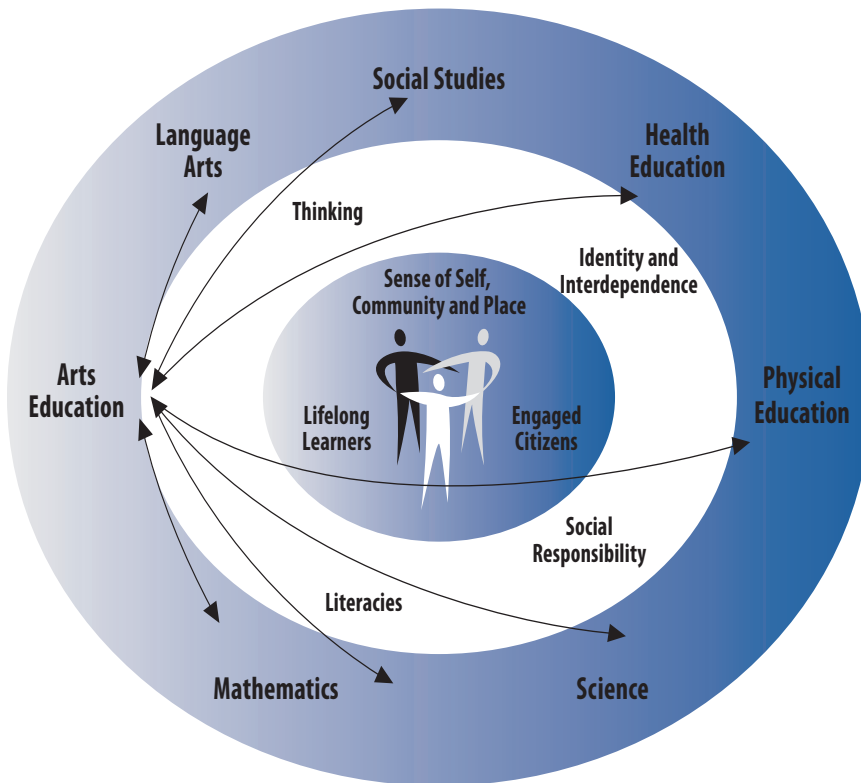 Social Studies
Language
Arts
Health
Education
Thinking
Identity and
Interdependence
Sense of Self,
Community and Place
Arts
Education
Lifelong
Learners
Engaged
Citizens
Physical
Education
Social
Responsibility
Literacies
Mathematics
Science